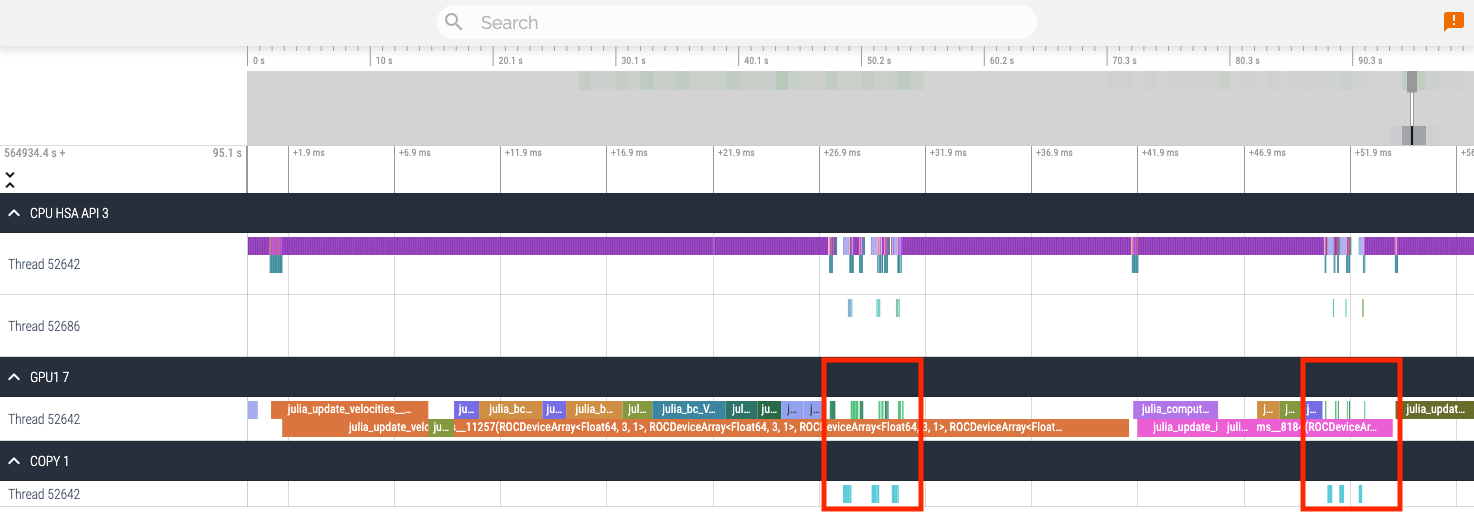 Search
0 s 10 s 20.1 s 30.1 s 40.1 s 50.2 s 60.2 s 70.3 s 80.3 s 90.3 s
564934.4 s + 95.1 s +1.9 ms +6.9 ms +11.9 ms +16.9 ms +21.9 ms +26.9 ms +31.9 ms +36.9 ms +41.9 ms +46.9 ms +51.9 ms +56
CPU HSA API 3
Thread 52642
Thread 52686
GPU1 7
Thread 52642 julia_update_velocities__... ju... julia_bc... ju... julia_b... jul... julia_bc_V... jul... ju... j... j... julia_comput... j... j... j... julia_updat...
julia_update_velo ju... __11257(ROCDeviceArray<Float64, 3, 1>, ROCDeviceArray<Float64, 3, 1>, ROCDeviceArray<Float64, 3, 1>, ROCDeviceArray<Float... julia_update_i juli... ms__8184(ROCDeviceAr...
COPY 1
Thread 52642